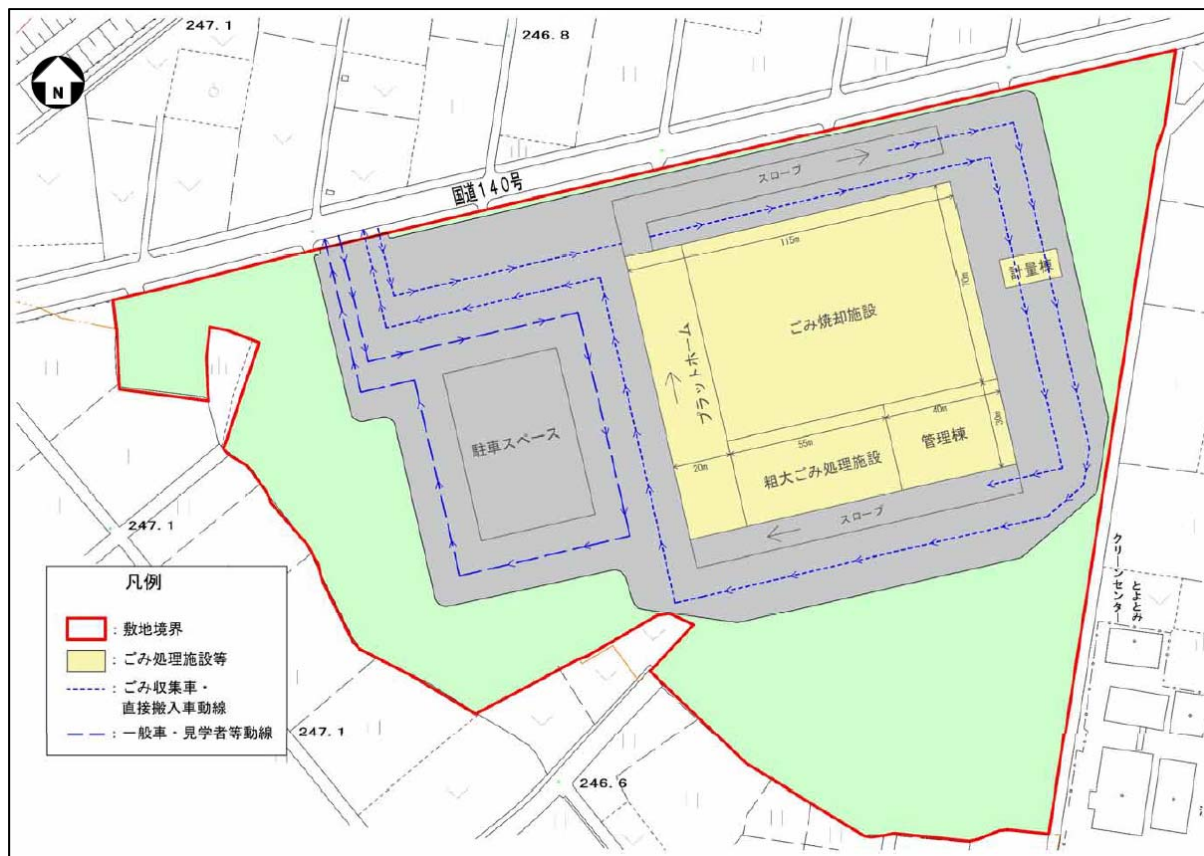 247.1
246.8
N
国道140号
スロープ
115m
70m
計量棟
ごみ焼却施設
プラットホーム
駐車スペース
40m
55m
管理棟
30m
20m
粗大ごみ処理施設
スロープ
247.1
とよとみ
クリーンセンター
凡例
：敷地境界
：ごみ処理施設等
：ごみ収集車・
直接搬入車動線
：一般車・見学者等動線
247.1
246.6